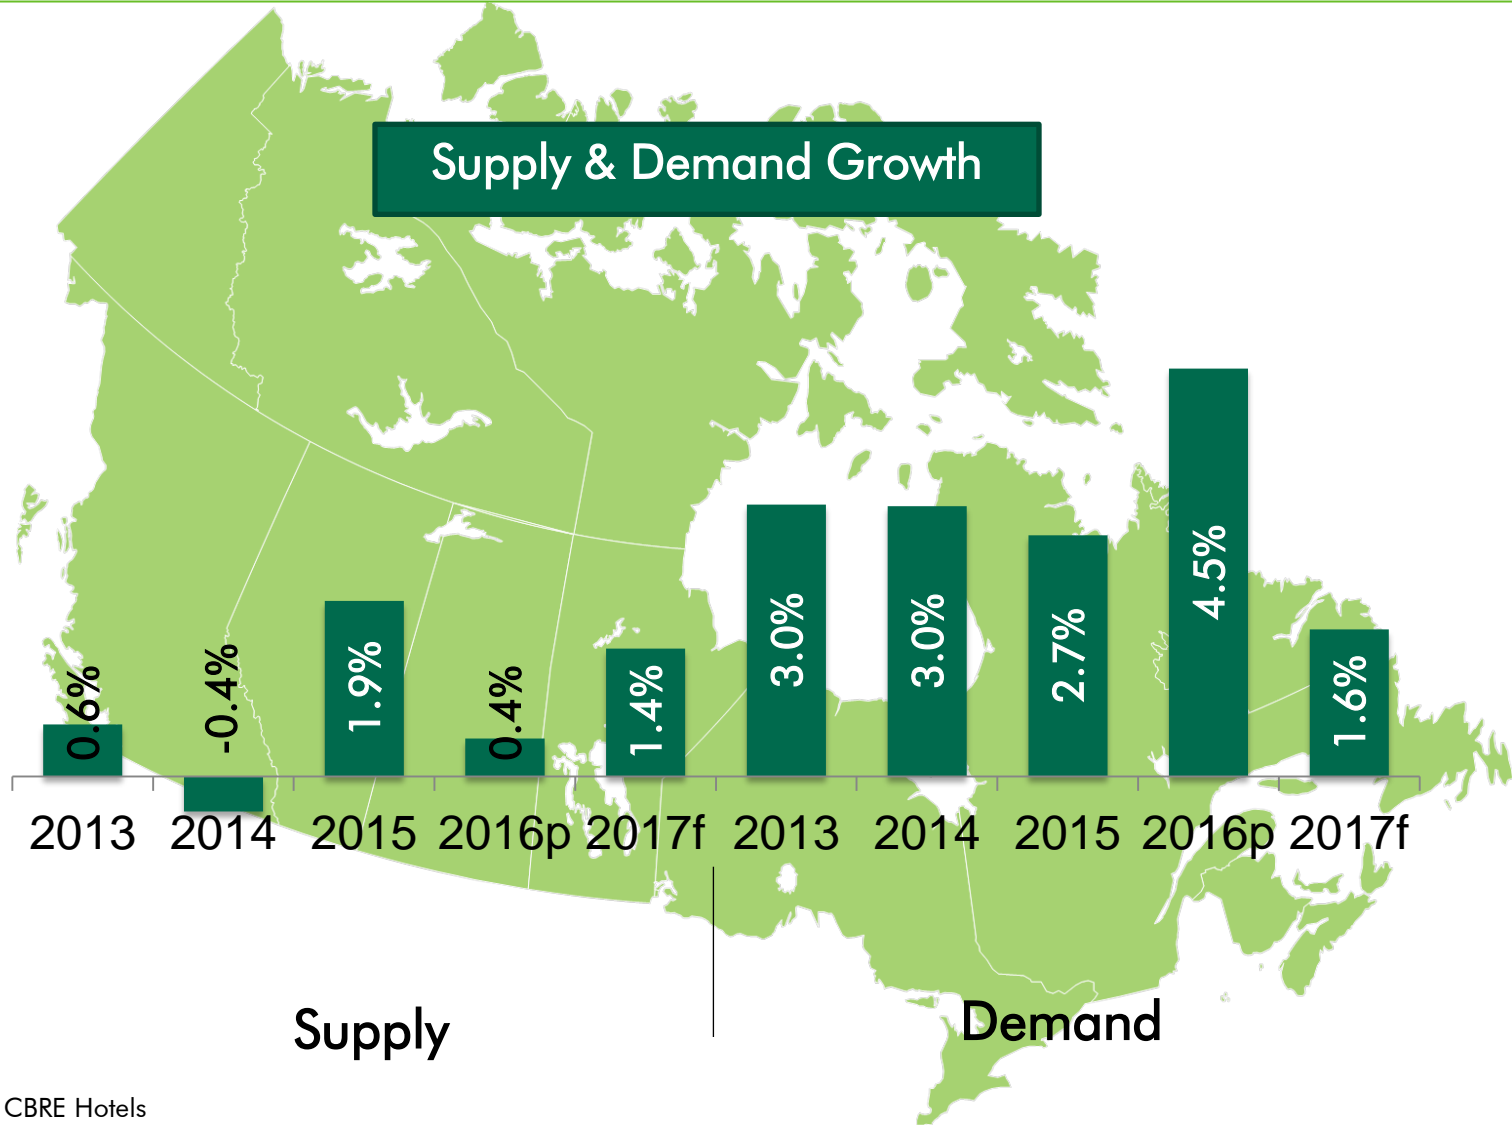 Supply & Demand Growth
0.6%
-0.4%
1.9%
0.4%
1.4%
3.0%
3.0%
2.7%
4.5%
1.6%
2013 2014 2015 2016p 2017f 2013 2014 2015 2016p 2017f
Supply
Demand
CBRE Hotels